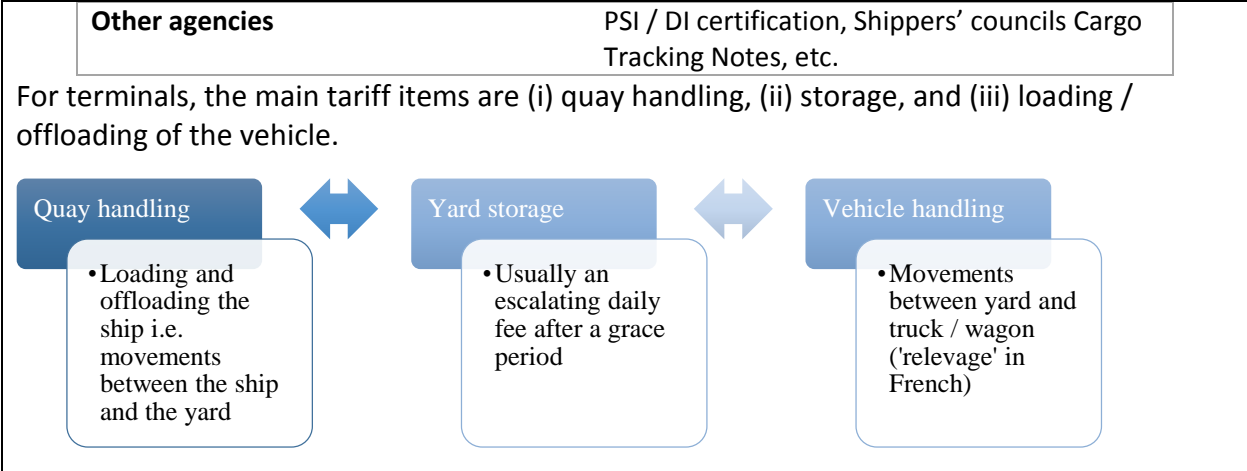 Other agencies
PSI / DI certification, Shippers’ councils Cargo
Tracking Notes, etc.
For terminals, the main tariff items are (i) quay handling, (ii) storage, and (iii) loading /
offloading of the vehicle.
Quay handling
•Loading and
offloading the
ship i.e.
movements
between the ship
and the yard
Yard storage
•Usually an
escalating daily
fee after a grace
period
Vehicle handling
•Movements
between yard and
truck / wagon
('relevage' in
French)